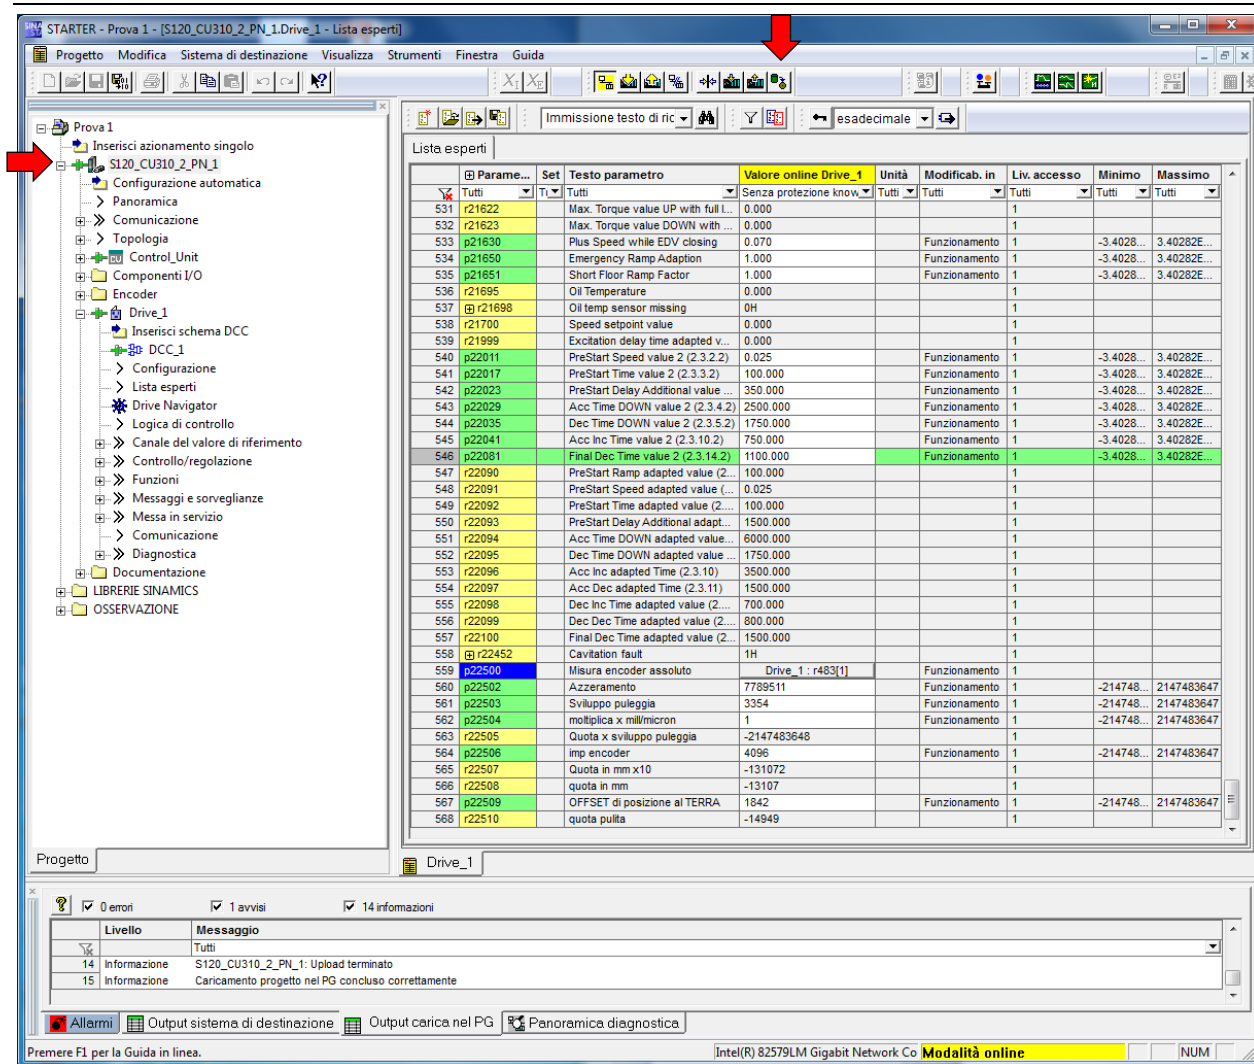 STARTER - Prova 1 - [S120_CU310_2_PN_1.Drive_1 - Lista esperti]
Progetto Modifica Sistema di destinazione Visualizza Strumenti Finestra Guida
Immissione testo di ric esadecimale
Prova 1
Inserisci azionamento singolo
S120_CU310_2_PN_1
Configurazione automatica
Panoramica
Comunicazione
Topologia
Control_Unit
Componenti I/O
Encoder
Drive_1
Inserisci schema DCC
DCC_1
Configurazione
Lista esperti
Drive Navigator
Logica di controllo
Canale del valore di riferimento
Controllo/regolazione
Funzioni
Messaggi e sorveglianze
Messa in servizio
Comunicazione
Diagnostica
Documentazione
LIBRERIE SINAMICS
OSSERVAZIONE
Progetto
Lista esperti
Parame... Set Testo parametro Valore online Drive_1 Unità Modificab. in Liv. accesso Minimo Massimo
Tutti Tutti Senza protezione know Tutti Tutti Tutti Tutti Tutti
531 r21622 Max. Torque value UP with full l... 0.000 1
532 r21623 Max. Torque value DOWN with ... 0.000 1
533 p21630 Plus Speed while EDV closing 0.070 Funzionamento 1 -3.4028... 3.40282E...
534 p21650 Emergency Ramp Adaption 1.000 Funzionamento 1 -3.4028... 3.40282E...
535 p21651 Short Floor Ramp Factor 1.000 Funzionamento 1 -3.4028... 3.40282E...
536 r21695 Oil Temperature 0.000 1
537 r21698 Oil temp sensor missing 0H 1
538 r21700 Speed setpoint value 0.000 1
539 r21999 Excitation delay time adapted v... 0.000 1
540 p22011 PreStart Speed value 2 (2.3.2.2) 0.025 Funzionamento 1 -3.4028... 3.40282E...
541 p22017 PreStart Time value 2 (2.3.3.2) 100.000 Funzionamento 1 -3.4028... 3.40282E...
542 p22023 PreStart Delay Additional value ... 350.000 Funzionamento 1 -3.4028... 3.40282E...
543 p22029 Acc Time DOWN value 2 (2.3.4.2) 2500.000 Funzionamento 1 -3.4028... 3.40282E...
544 p22035 Dec Time DOWN value 2 (2.3.5.2) 1750.000 Funzionamento 1 -3.4028... 3.40282E...
545 p22041 Acc Inc Time value 2 (2.3.10.2) 750.000 Funzionamento 1 -3.4028... 3.40282E...
546 p22081 Final Dec Time value 2 (2.3.14.2) 1100.000 Funzionamento 1 -3.4028... 3.40282E...
547 r22090 PreStart Ramp adapted value (2... 100.000 1
548 r22091 PreStart Speed adapted value (... 0.025 1
549 r22092 PreStart Time adapted value (2.... 100.000 1
550 r22093 PreStart Delay Additional adapt... 1500.000 1
551 r22094 Acc Time DOWN adapted value... 6000.000 1
552 r22095 Dec Time DOWN adapted value ... 1750.000 1
553 r22096 Acc Inc adapted Time (2.3.10) 3500.000 1
554 r22097 Acc Dec adapted Time (2.3.11) 1500.000 1
555 r22098 Dec Inc Time adapted value (2.... 700.000 1
556 r22099 Dec Dec Time adapted value (2.... 800.000 1
557 r22100 Final Dec Time adapted value (2... 1500.000 1
558 r22452 Cavitation fault 1H 1
559 p22500 Misura encoder assoluto Drive_1 : r483[1] Funzionamento 1
560 p22502 Azzeramento 7789511 Funzionamento 1 -214748... 2147483647
561 p22503 Sviluppo puleggia 3354 Funzionamento 1 -214748... 2147483647
562 p22504 moltiplica x mill/micron 1 Funzionamento 1 -214748... 2147483647
563 r22505 Quota x sviluppo puleggia -2147483648 1
564 p22506 imp encoder 4096 Funzionamento 1 -214748... 2147483647
565 r22507 Quota in mm x10 -131072 1
566 r22508 quota in mm -13107 1
567 p22509 OFFSET di posizione al TERRA 1842 Funzionamento 1 -214748... 2147483647
568 r22510 quota pulita -14949 1
Drive_1
0 errori 1 avvisi 14 informazioni
Livello Messaggio
Tutti
14 Informazione S120_CU310_2_PN_1: Upload terminato
15 Informazione Caricamento progetto nel PG concluso correttamente
Allarmi Output sistema di destinazione Output carica nel PG Panoramica diagnostica
Premere F1 per la Guida in linea. Intel(R) 82579LM Gigabit Network Co Modalità online NUM